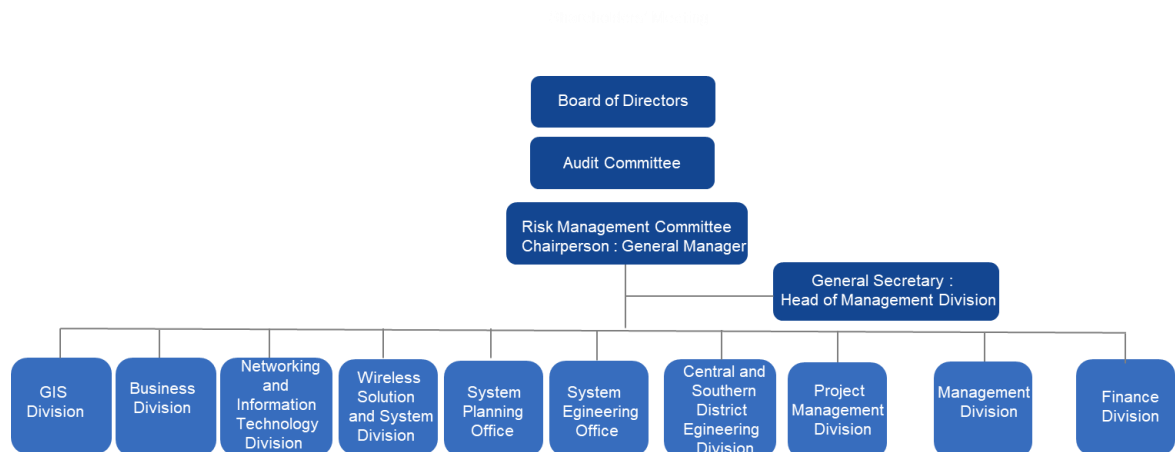 Board of Directors
Audit Committee
Risk Management Committee
Chairperson : General Manager
General Secretary :
Head of Management Division
GIS
Division
Business
Division
Networking
and
Information
Technology
Division
Wireless
Solution
and System
Division
System
Planning
Office
System
Egineering
Office
Central and
Southern
District
Egineering
Division
Project
Management
Division
Management
Division
Finance
Division